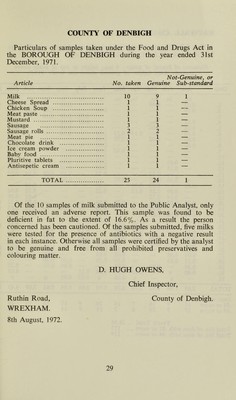 COUNTY OF DENBIGH
Particulars of samples taken under the Food and Drugs Act in
the BOROUGH OF DENBIGH during the year ended 31st
December, 1971.
Not-Genuine, or
Article No. taken Genuine Sub-standard
Milk 10 9 1
Cheese Spread 1 1 —
Chicken Soup 1 1 —
Meat paste 1 1 —
Mustard 1 1 —
Sausage 3 3 —
Sausage rolls 2 2 —
Meat pie 1 1 —
Chocolate drink 1 1 —
Ice cream powder 1 1 —
Baby food 1 1 —
Pluritive tablets 1 1 —
Antisepetic cream 1 1 —
TOTAL 25 24 1
Of the 10 samples of milk submitted to the Public Analyst, only
one received an adverse report. This sample was found to be
deficient in fat to the extent of 16.6%. As a result the person
concerned has been cautioned. Of the samples submitted, five milks
were tested for the presence of antibiotics with a negative result
in each instance. Otherwise all samples were certified by the analyst
to be genuine and free from all prohibited preservatives and
colouring matter.
D. HUGH OWENS,
Chief Inspector,
Ruthin Road, County of Denbigh.
WREXHAM.
8th August, 1972.
29